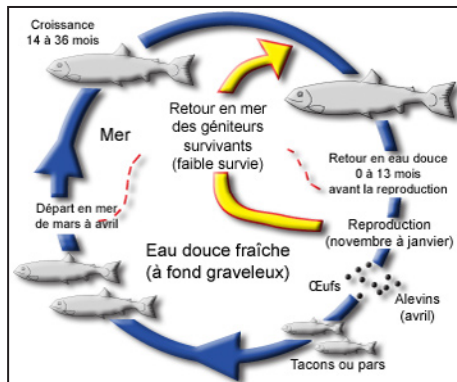 Croissance
14 à 36 mois
Retour en mer
des géniteurs
survivants
(faible survie)
Mer
Retour en eau douce
0 à 13 mois
avant la reproduction
Départ en mer
de mars à avril
Reproduction
(novembre à janvier)
Eau douce fraîche
(à fond graveleux)
Œufs
Alevins
(avril)
Tacons ou pars